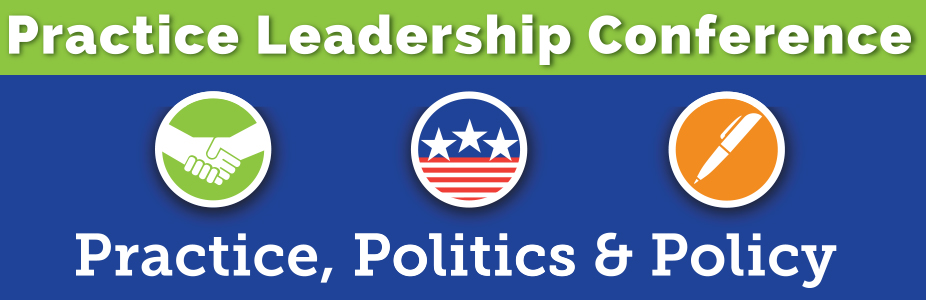 Practice Leadership Conference
Practice, Politics & Policy